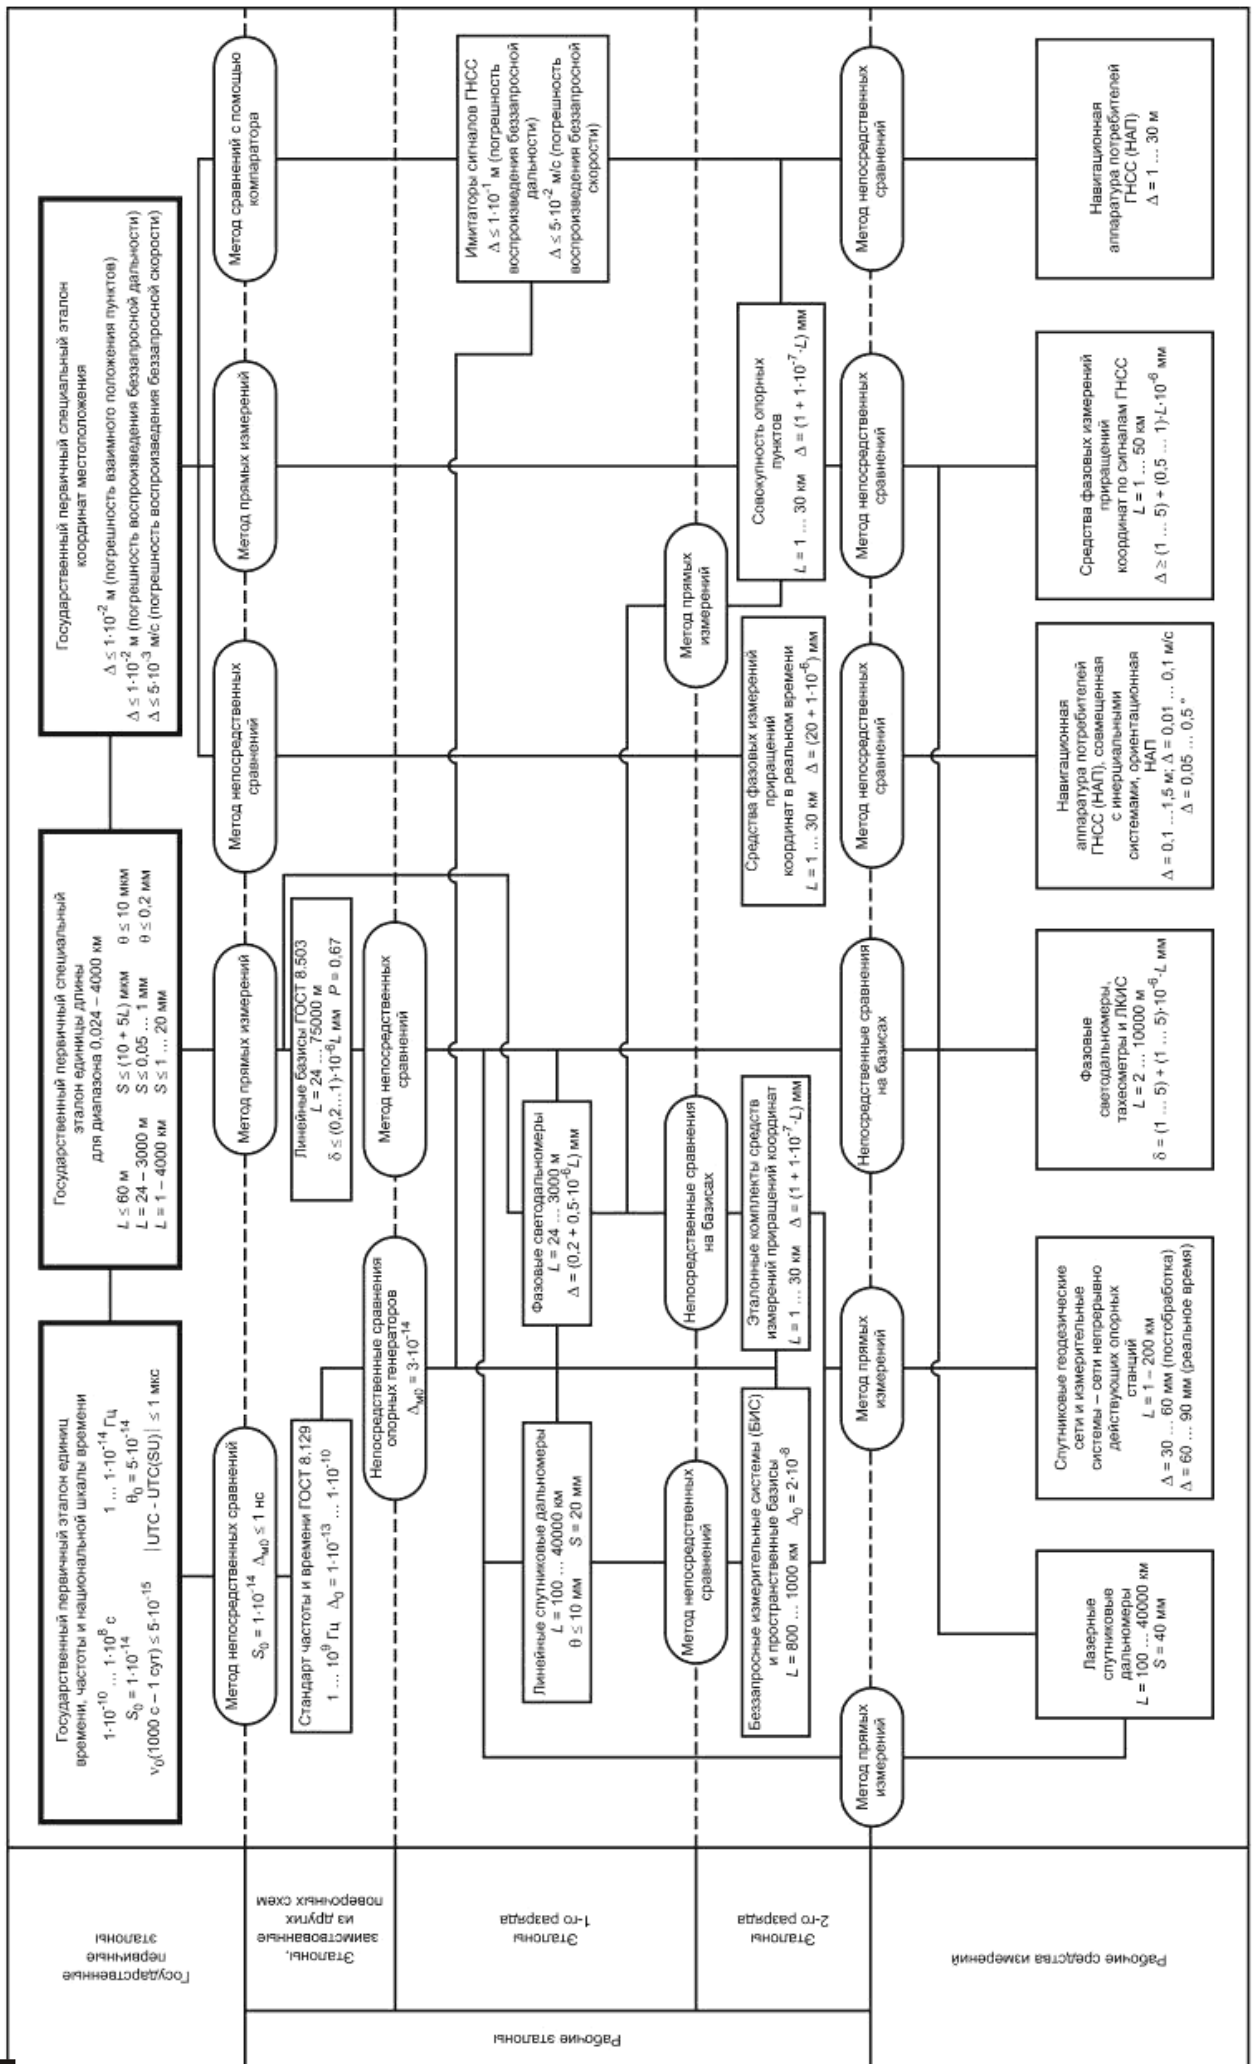 Государственные
первичные
эталоны
Государственный первичный эталон единиц
времени, частоты и национальной шкалы времени
1·10⁻¹⁰ … 1·10⁸ с 1 … 1·10⁻¹⁴ Гц
S₀ = 1·10⁻¹⁴ θ₀ = 5·10⁻¹⁴
ν₀(1000 с – 1 сут) ≤ 5·10⁻¹⁵ |UTC - UTC(SU)| ≤ 1 мкс
Государственный первичный специальный
эталон единицы длины
для диапазона 0,024 – 4000 км
L ≤ 60 м S ≤ (10 + 5L) мкм θ ≤ 10 мкм
L = 24 – 3000 м S ≤ 0,05 … 1 мм θ ≤ 0,2 мм
L = 1 – 4000 км S ≤ 1 … 20 мм
Государственный первичный специальный эталон
координат местоположения
Δ ≤ 1·10⁻² м (погрешность взаимного положения пунктов)
Δ ≤ 1·10⁻² м (погрешность воспроизведения беззапросной дальности)
Δ ≤ 5·10⁻³ м/с (погрешность воспроизведения беззапросной скорости)
Метод непосредственных сравнений
S₀ = 1·10⁻¹⁴ Δм₀ ≤ 1 нс
Метод прямых измерений
Метод непосредственных
сравнений
Метод прямых измерений
Метод сравнений с помощью
компаратора
Рабочие эталоны
Эталоны,
заимствованные
из других
поверочных схем
Стандарт частоты и времени ГОСТ 8.129
1 … 10⁹ Гц Δ₀ = 1·10⁻¹³ … 1·10⁻¹⁰
Линейные базисы ГОСТ 8.503
L = 24 … 75000 м
δ ≤ (0,2…1)·10⁻⁶L мм P = 0,67
Непосредственные сравнения
опорных генераторов
Δм₀ = 3·10⁻¹⁴
Метод непосредственных
сравнений
Эталоны
1-го разряда
Линейные спутниковые дальномеры
L = 100 … 40000 км
θ ≤ 10 мм S = 20 мм
Фазовые светодальномеры
L = 24 … 3000 м
Δ = (0,2 + 0,5·10⁻⁶L) мм
Имитаторы сигналов ГНСС
Δ ≤ 1·10⁻¹ м (погрешность
воспроизведения беззапросной
дальности)
Δ ≤ 5·10⁻² м/с (погрешность
воспроизведения беззапросной
скорости)
Метод непосредственных
сравнений
Непосредственные сравнения
на базисах
Метод прямых
измерений
Эталоны
2-го разряда
Беззапросные измерительные системы (БИС)
и пространственные базисы
L = 800 … 1000 км Δ₀ = 2·10⁻⁸
Эталонные комплекты средств
измерений приращений координат
L = 1 … 30 км Δ = (1 + 1·10⁻⁷·L) мм
Средства фазовых измерений
приращений
координат в реальном времени
L = 1 … 30 км Δ = (20 + 1·10⁻⁶) мм
Совокупность опорных
пунктов
L = 1 … 30 км Δ = (1 + 1·10⁻⁷·L) мм
Метод прямых
измерений
Метод прямых
измерений
Непосредственные сравнения
на базисах
Метод непосредственных
сравнений
Метод непосредственных
сравнений
Метод непосредственных
сравнений
Рабочие средства измерений
Лазерные
спутниковые
дальномеры
L = 100 … 40000 км
S = 40 мм
Спутниковые геодезические
сети и измерительные
системы – сети непрерывно
действующих опорных
станций
L = 1 – 200 км
Δ = 30 … 60 мм (постобработка)
Δ = 60 … 90 мм (реальное время)
Фазовые
светодальномеры,
тахеометры и ЛКИС
L = 2 … 10000 м
δ = (1 … 5) + (1 … 5)·10⁻⁶·L мм
Навигационная
аппаратура потребителей
ГНСС (НАП), совмещенная
с инерциальными
системами, ориентационная
НАП
Δ = 0,1 …1,5 м; Δ = 0,01 … 0,1 м/с
Δ = 0,05 … 0,5 "
Средства фазовых измерений
приращений
координат по сигналам ГНСС
L = 1 … 50 км
Δ ≥ (1 … 5) + (0,5 … 1)·L·10⁻⁶ мм
Навигационная
аппаратура потребителей
ГНСС (НАП)
Δ = 1 … 30 м